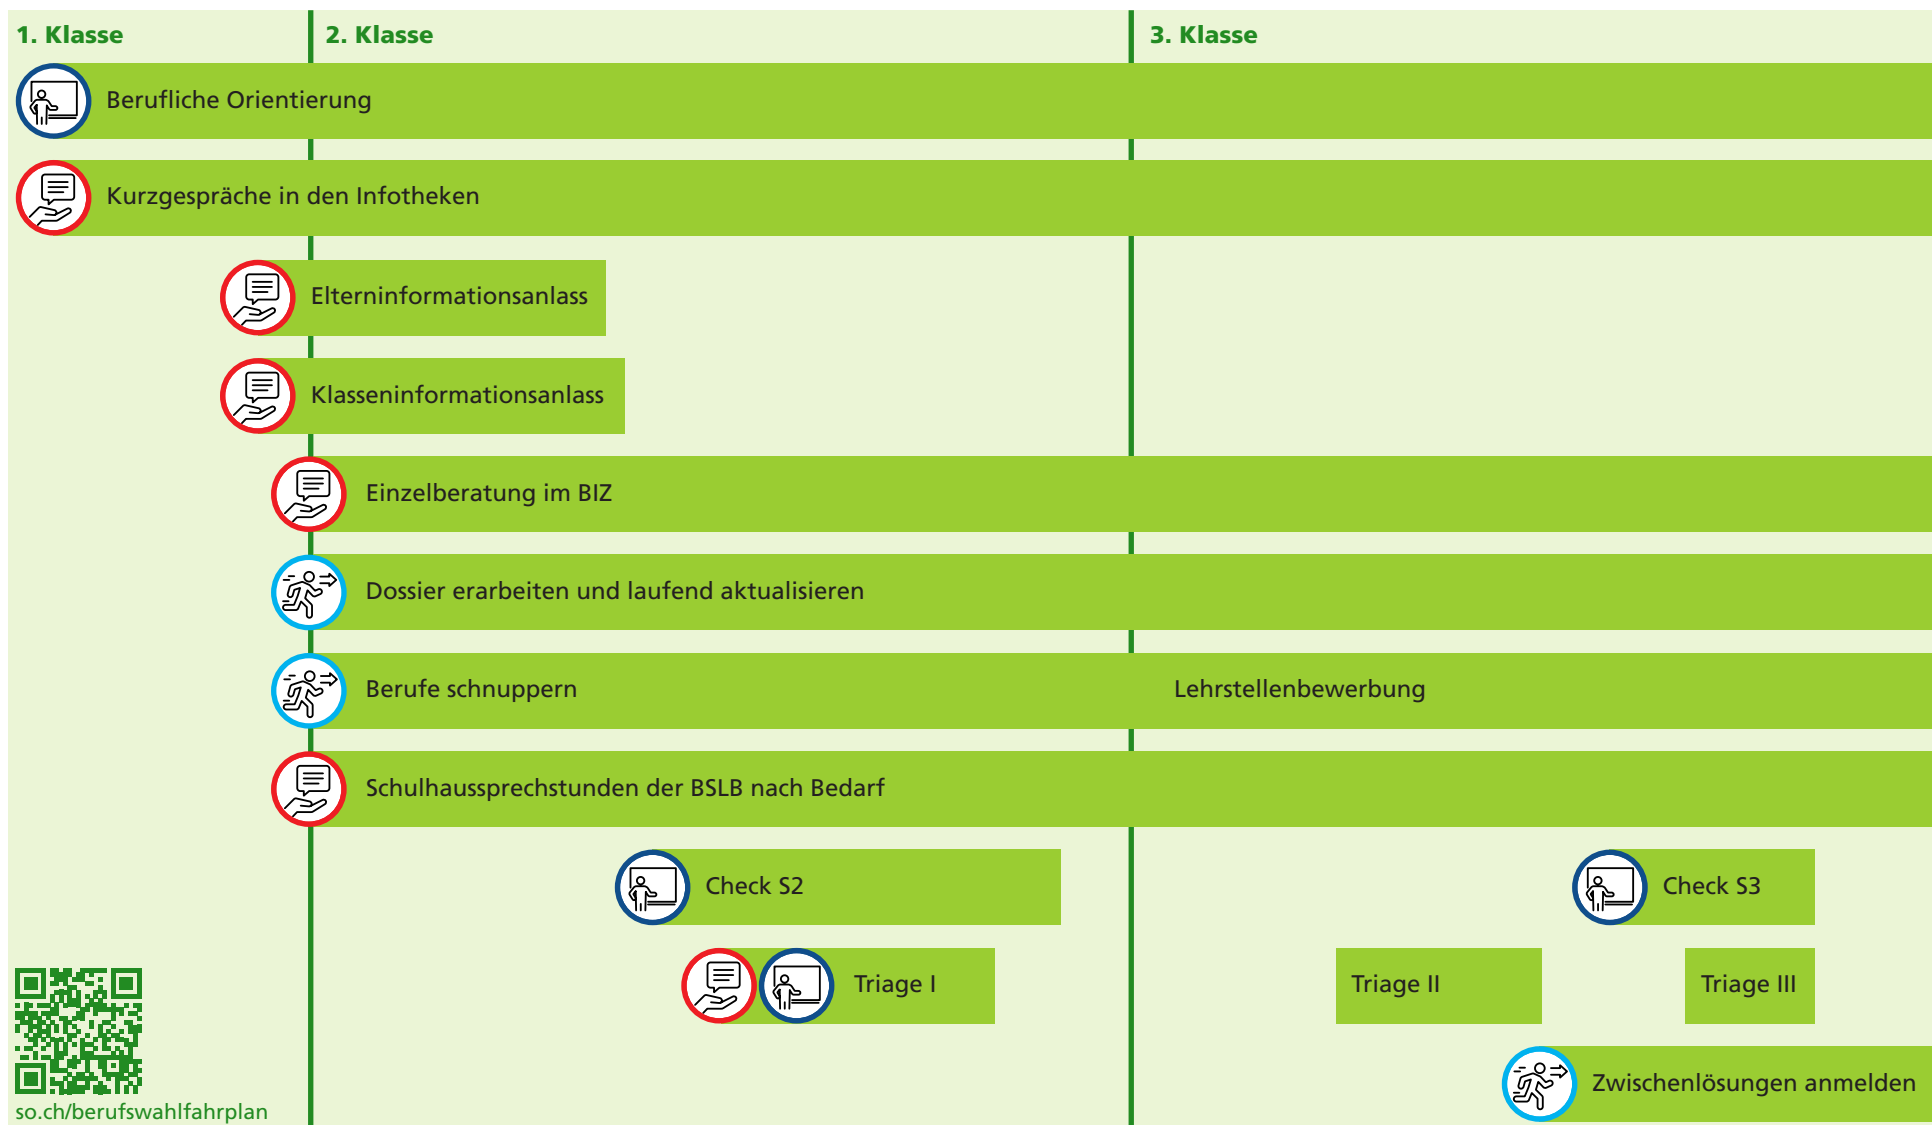 1. Klasse
2. Klasse
3. Klasse
Berufliche Orientierung
Kurzgespräche in den Infotheken
Elterninformationsanlass
Klasseninformationsanlass
Einzelberatung im BIZ
Dossier erarbeiten und laufend aktualisieren
Berufe schnuppern
Lehrstellenbewerbung
Schulhaussprechstunden der BSLB nach Bedarf
Check S2
Check S3
Triage I
Triage II
Triage III
Zwischenlösungen anmelden
so.ch/berufswahlfahrplan